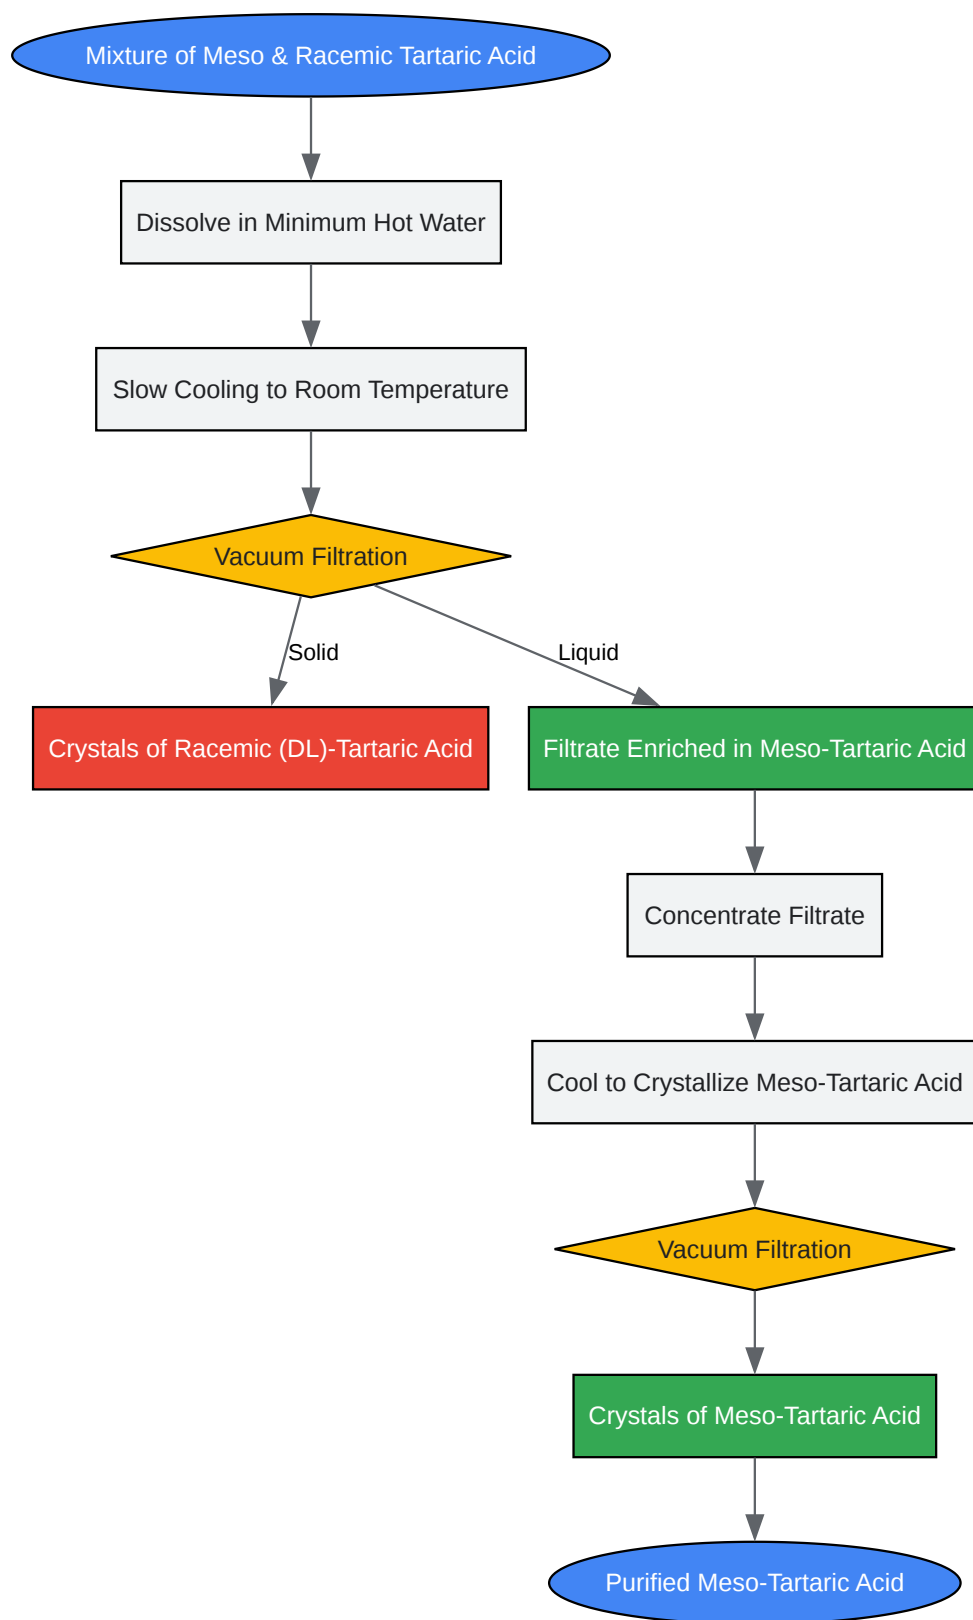 Mixture of Meso & Racemic Tartaric Acid
Dissolve in Minimum Hot Water
Slow Cooling to Room Temperature
Vacuum Filtration
Solid
Liquid
Crystals of Racemic (DL)-Tartaric Acid
Filtrate Enriched in Meso-Tartaric Acid
Concentrate Filtrate
Cool to Crystallize Meso-Tartaric Acid
Vacuum Filtration
Crystals of Meso-Tartaric Acid
Purified Meso-Tartaric Acid